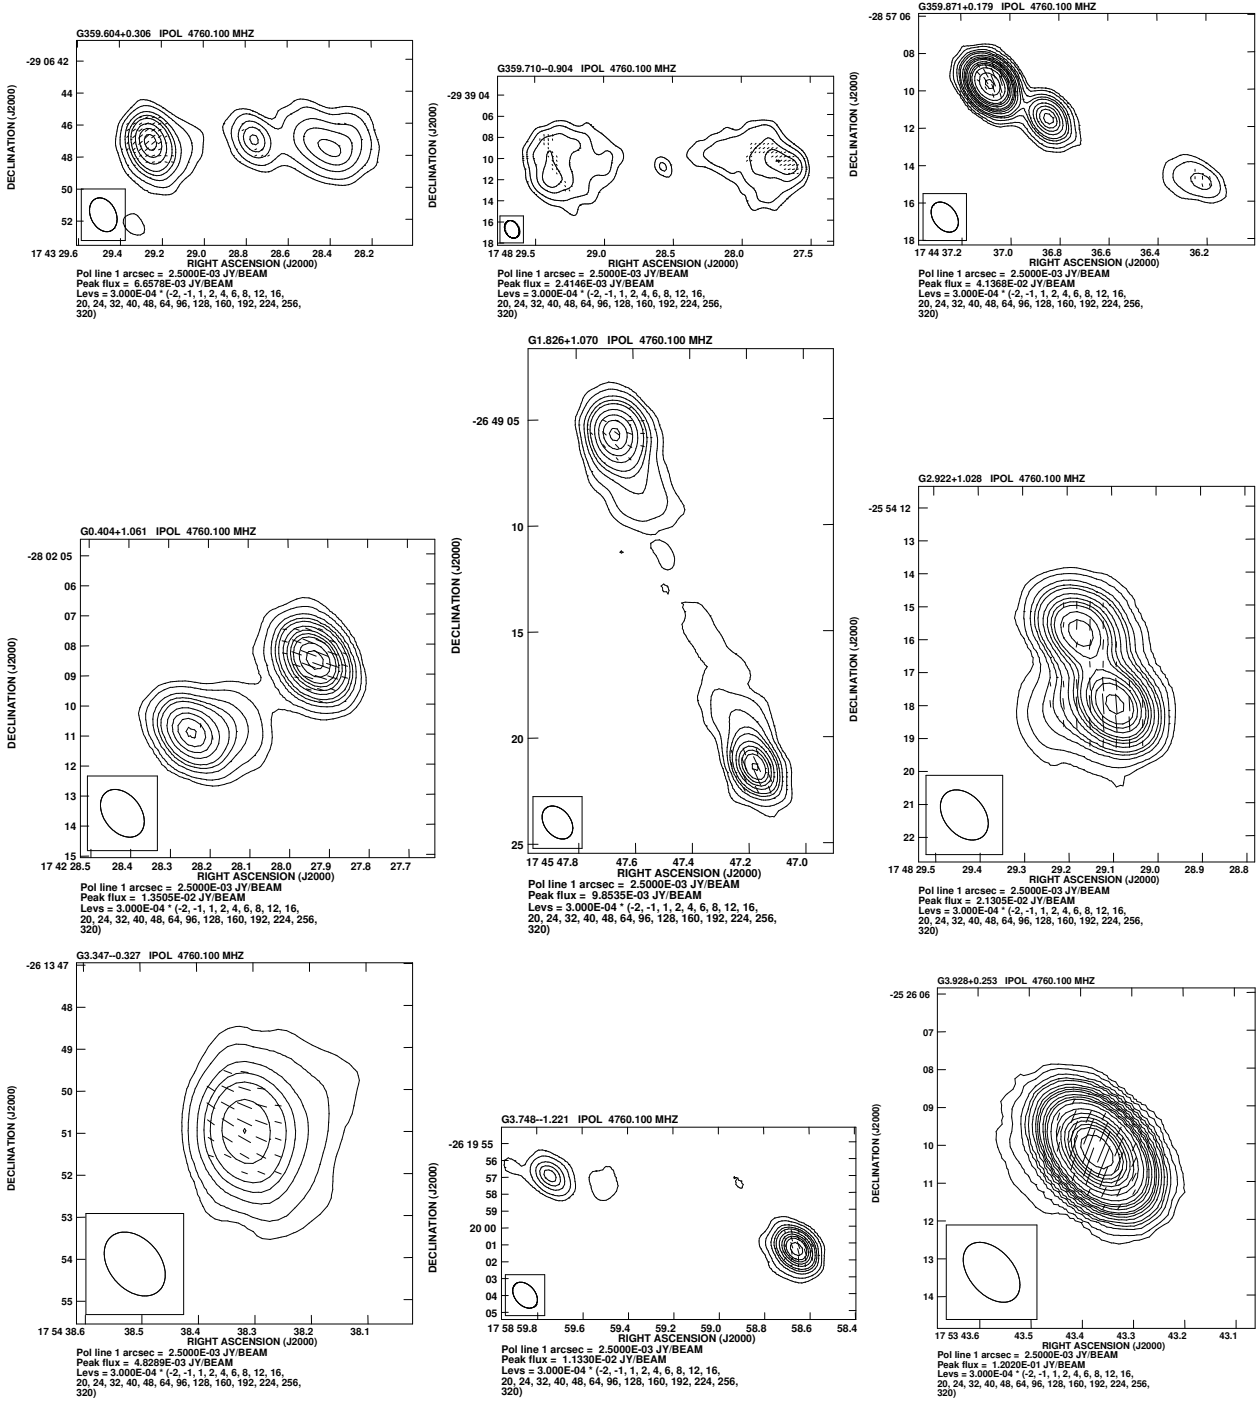 G359.604+0.306 IPOL 4760.100 MHZ
DECLINATION (J2000)
-29 06 42
44
46
48
50
52
17 43 29.6
29.4
29.2
29.0
28.8
28.6
28.4
28.2
RIGHT ASCENSION (J2000)
Pol line 1 arcsec = 2.5000E-03 JY/BEAM
Peak flux = 6.6578E-03 JY/BEAM
Levs = 3.000E-04 * (-2, -1, 1, 2, 4, 6, 8, 12, 16,
20, 24, 32, 40, 48, 64, 96, 128, 160, 192, 224, 256,
320)
G359.710--0.904 IPOL 4760.100 MHZ
DECLINATION (J2000)
-29 39 04
06
08
10
12
14
16
18
17 48 29.5
29.0
28.5
28.0
27.5
RIGHT ASCENSION (J2000)
Pol line 1 arcsec = 2.5000E-03 JY/BEAM
Peak flux = 2.4146E-03 JY/BEAM
Levs = 3.000E-04 * (-2, -1, 1, 2, 4, 6, 8, 12, 16,
20, 24, 32, 40, 48, 64, 96, 128, 160, 192, 224, 256,
320)
G359.871+0.179 IPOL 4760.100 MHZ
DECLINATION (J2000)
-28 57 06
08
10
12
14
16
18
17 44 37.2
37.0
36.8
36.6
36.4
36.2
RIGHT ASCENSION (J2000)
Pol line 1 arcsec = 2.5000E-03 JY/BEAM
Peak flux = 4.1368E-02 JY/BEAM
Levs = 3.000E-04 * (-2, -1, 1, 2, 4, 6, 8, 12, 16,
20, 24, 32, 40, 48, 64, 96, 128, 160, 192, 224, 256,
320)
G0.404+1.061 IPOL 4760.100 MHZ
DECLINATION (J2000)
-28 02 05
06
07
08
09
10
11
12
13
14
15
17 42 28.5
28.4
28.3
28.2
28.1
28.0
27.9
27.8
27.7
RIGHT ASCENSION (J2000)
Pol line 1 arcsec = 2.5000E-03 JY/BEAM
Peak flux = 1.3505E-02 JY/BEAM
Levs = 3.000E-04 * (-2, -1, 1, 2, 4, 6, 8, 12, 16,
20, 24, 32, 40, 48, 64, 96, 128, 160, 192, 224, 256,
320)
G1.826+1.070 IPOL 4760.100 MHZ
DECLINATION (J2000)
-26 49 05
10
15
20
25
17 45 47.8
47.6
47.4
47.2
47.0
RIGHT ASCENSION (J2000)
Pol line 1 arcsec = 2.5000E-03 JY/BEAM
Peak flux = 9.8535E-03 JY/BEAM
Levs = 3.000E-04 * (-2, -1, 1, 2, 4, 6, 8, 12, 16,
20, 24, 32, 40, 48, 64, 96, 128, 160, 192, 224, 256,
320)
G2.922+1.028 IPOL 4760.100 MHZ
DECLINATION (J2000)
-25 54 12
13
14
15
16
17
18
19
20
21
22
17 48 29.5
29.4
29.3
29.2
29.1
29.0
28.9
28.8
RIGHT ASCENSION (J2000)
Pol line 1 arcsec = 2.5000E-03 JY/BEAM
Peak flux = 2.1305E-02 JY/BEAM
Levs = 3.000E-04 * (-2, -1, 1, 2, 4, 6, 8, 12, 16,
20, 24, 32, 40, 48, 64, 96, 128, 160, 192, 224, 256,
320)
G3.347--0.327 IPOL 4760.100 MHZ
DECLINATION (J2000)
-26 13 47
48
49
50
51
52
53
54
55
17 54 38.6
38.5
38.4
38.3
38.2
38.1
RIGHT ASCENSION (J2000)
Pol line 1 arcsec = 2.5000E-03 JY/BEAM
Peak flux = 4.8289E-03 JY/BEAM
Levs = 3.000E-04 * (-2, -1, 1, 2, 4, 6, 8, 12, 16,
20, 24, 32, 40, 48, 64, 96, 128, 160, 192, 224, 256,
320)
G3.748--1.221 IPOL 4760.100 MHZ
DECLINATION (J2000)
-26 19 55
56
57
58
59
20 00
01
02
03
04
05
17 58 59.8
59.6
59.4
59.2
59.0
58.8
58.6
58.4
RIGHT ASCENSION (J2000)
Pol line 1 arcsec = 2.5000E-03 JY/BEAM
Peak flux = 1.1330E-02 JY/BEAM
Levs = 3.000E-04 * (-2, -1, 1, 2, 4, 6, 8, 12, 16,
20, 24, 32, 40, 48, 64, 96, 128, 160, 192, 224, 256,
320)
G3.928+0.253 IPOL 4760.100 MHZ
DECLINATION (J2000)
-25 26 06
07
08
09
10
11
12
13
14
17 53 43.6
43.5
43.4
43.3
43.2
43.1
RIGHT ASCENSION (J2000)
Pol line 1 arcsec = 2.5000E-03 JY/BEAM
Peak flux = 1.2020E-01 JY/BEAM
Levs = 3.000E-04 * (-2, -1, 1, 2, 4, 6, 8, 12, 16,
20, 24, 32, 40, 48, 64, 96, 128, 160, 192, 224, 256,
320)